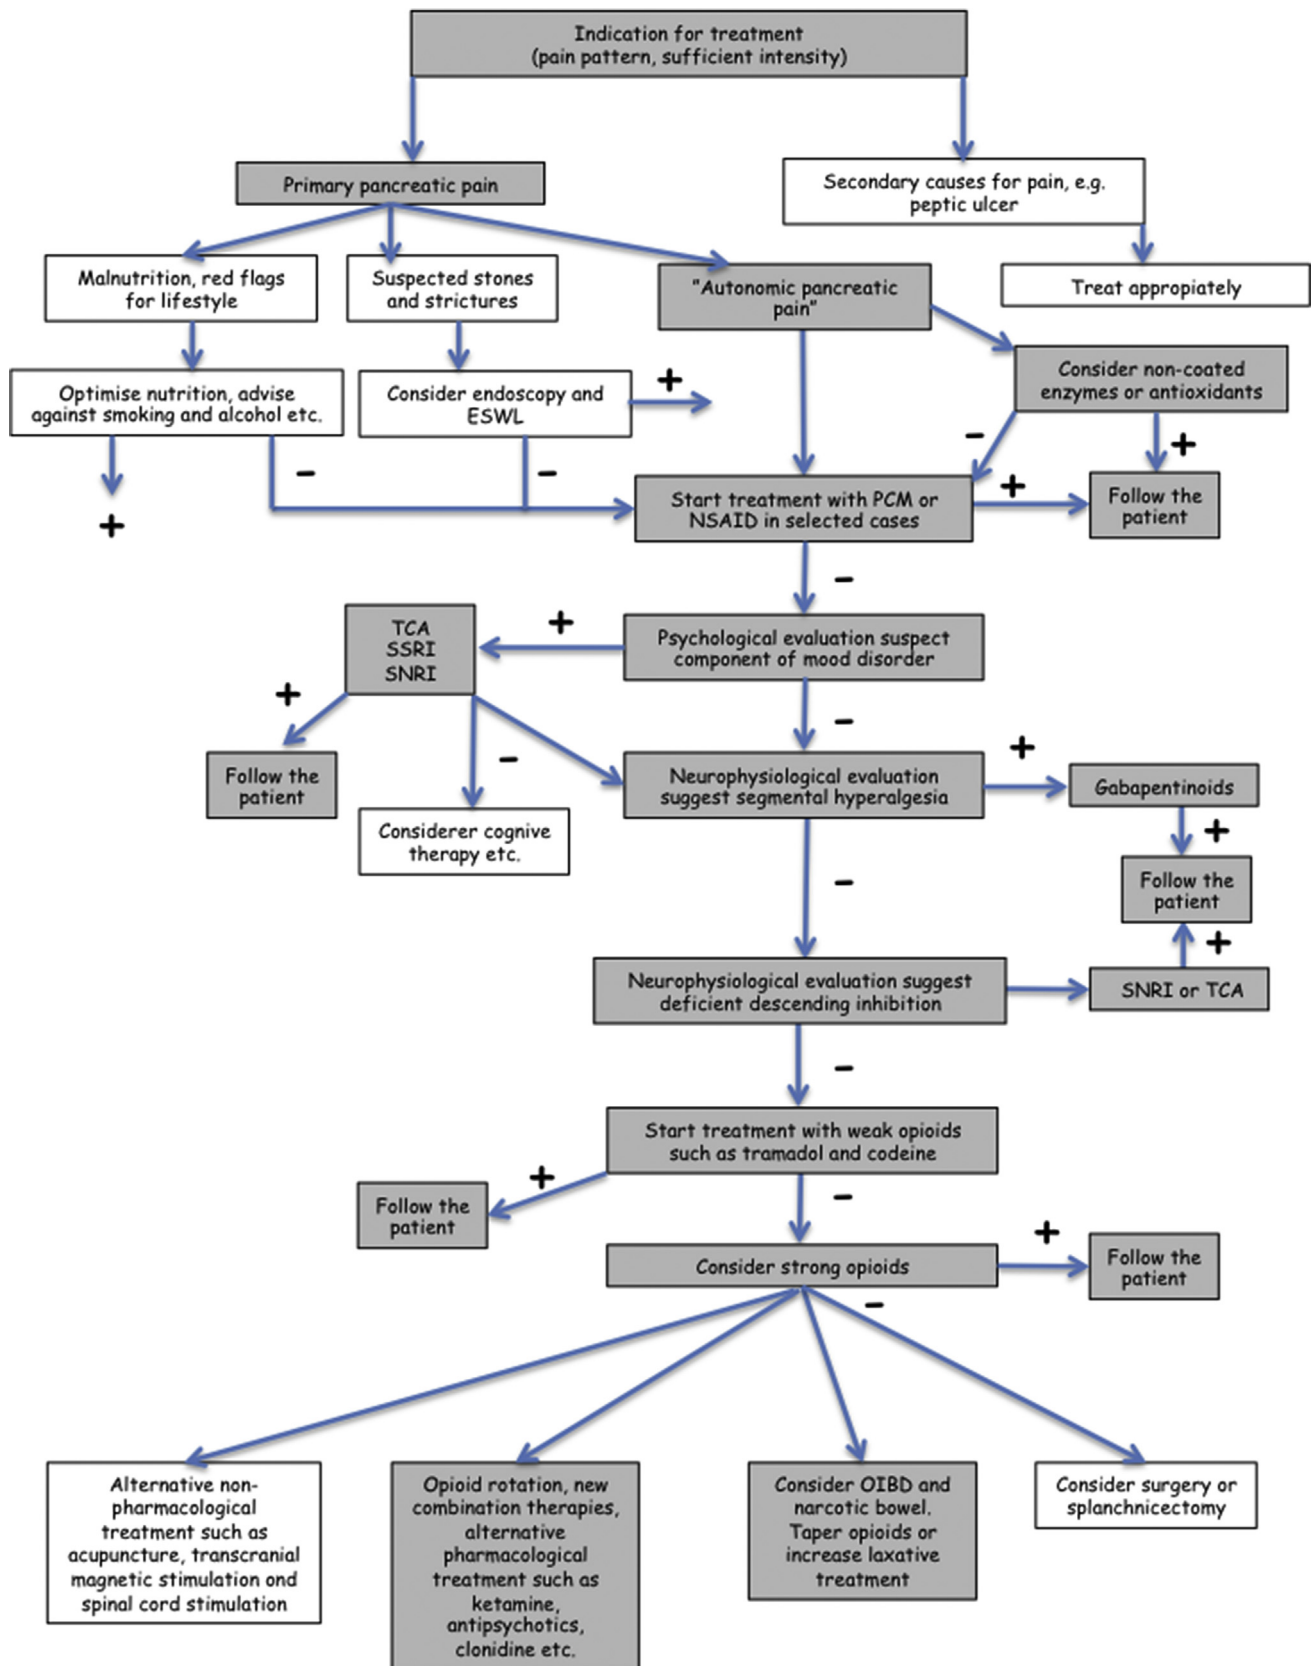 Indication for treatment
(pain pattern, sufficient intensity)
Primary pancreatic pain
Secondary causes for pain, e.g.
peptic ulcer
Malnutrition, red flags
for lifestyle
Suspected stones
and strictures
"Autonomic pancreatic
pain"
Treat appropiately
Optimise nutrition, advise
against smoking and alcohol etc.
Consider endoscopy and
ESWL
+
Consider non-coated
enzymes or antioxidants
–
+
–
–
+
Start treatment with PCM or
NSAID in selected cases
+
Follow the
patient
–
TCA
SSRI
SNRI
+
Psychological evaluation suspect
component of mood disorder
+
–
–
Follow the
patient
Considerer cognive
therapy etc.
Neurophysiological evaluation
suggest segmental hyperalgesia
+
Gabapentinoids
+
–
Follow the
patient
+
Neurophysiological evaluation suggest
deficient descending inhibition
SNRI or TCA
–
Start treatment with weak opioids
such as tramadol and codeine
+
–
Follow the
patient
Consider strong opioids
+
Follow the
patient
–
Alternative non-
pharmacological
treatment such as
acupuncture, transcranial
magnetic stimulation ond
spinal cord stimulation
Opioid rotation, new
combination therapies,
alternative
pharmacological
treatment such as
ketamine,
antipsychotics,
clonidine etc.
Consider OIBD and
narcotic bowel.
Taper opioids or
increase laxative
treatment
Consider surgery or
splanchnicectomy